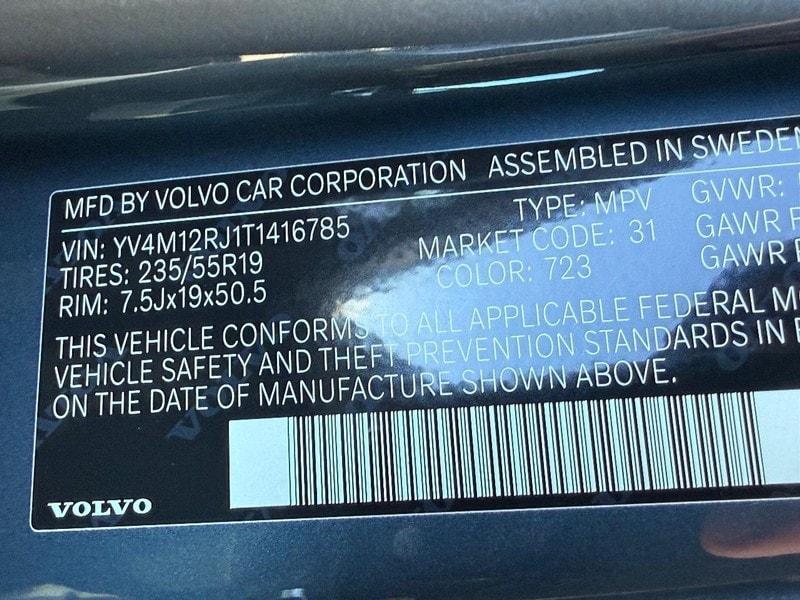 MFD BY VOLVO CAR CORPORATION ASSEMBLED IN SWEDEN
VIN: YV4M12RJ1T1416785 TYPE: MPV GVWR:
TIRES: 235/55R19 MARKET CODE: 31 GAWR F
RIM: 7.5Jx19x50.5 COLOR: 723 GAWR
THIS VEHICLE CONFORMS TO ALL APPLICABLE FEDERAL M
VEHICLE SAFETY AND THEFT PREVENTION STANDARDS IN
ON THE DATE OF MANUFACTURE SHOWN ABOVE.
VOLVO